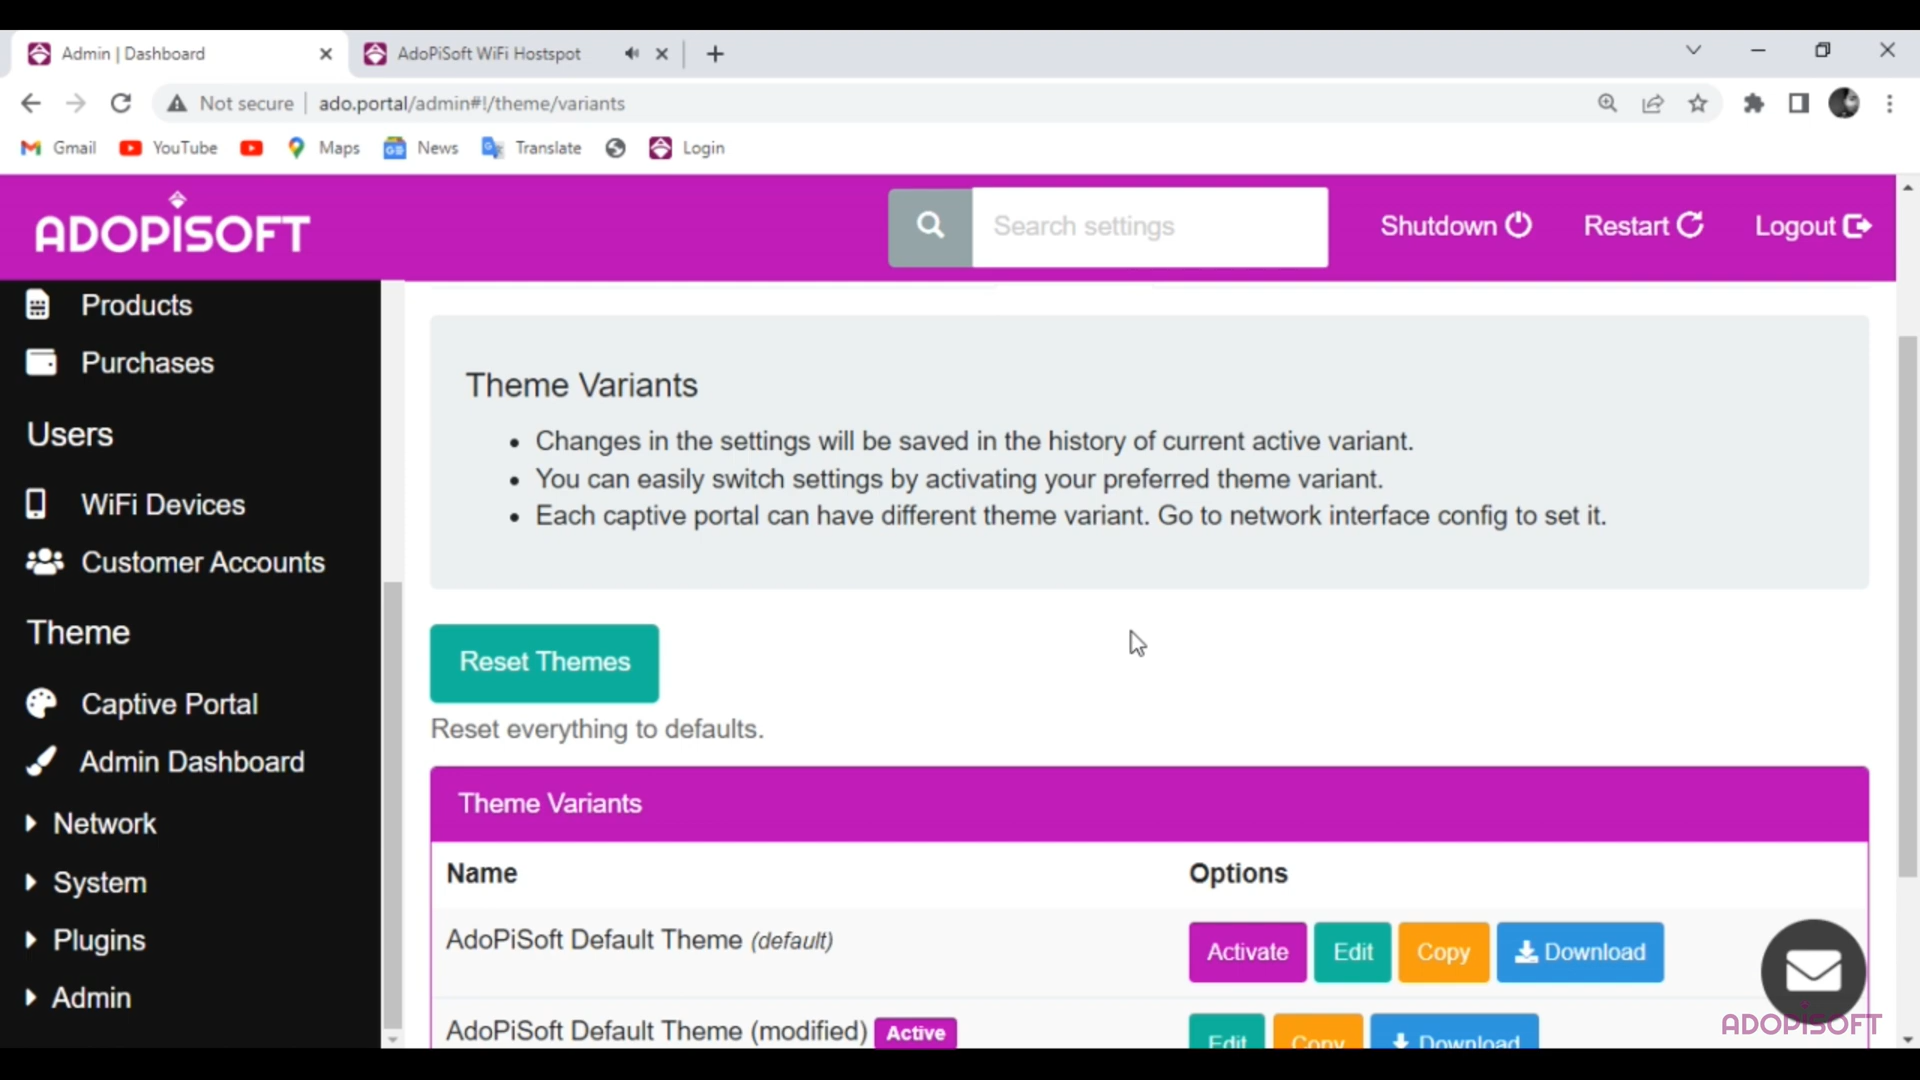 Admin | Dashboard
AdoPiSoft WiFi Hostspot
Not secure
ado.portal/admin#!/theme/variants
Gmail
YouTube
Maps
News
Translate
Login
ADOPISOFT
Search settings
Shutdown
Restart
Logout
Products
Purchases
Users
WiFi Devices
Customer Accounts
Theme
Captive Portal
Admin Dashboard
Network
System
Plugins
Admin
Theme Variants
Changes in the settings will be saved in the history of current active variant.
You can easily switch settings by activating your preferred theme variant.
Each captive portal can have different theme variant. Go to network interface config to set it.
Reset Themes
Reset everything to defaults.
Theme Variants
Name Options
AdoPiSoft Default Theme (default) Activate Edit Copy Download
AdoPiSoft Default Theme (modified) Active Edit Copy Download
ADOPISOFT